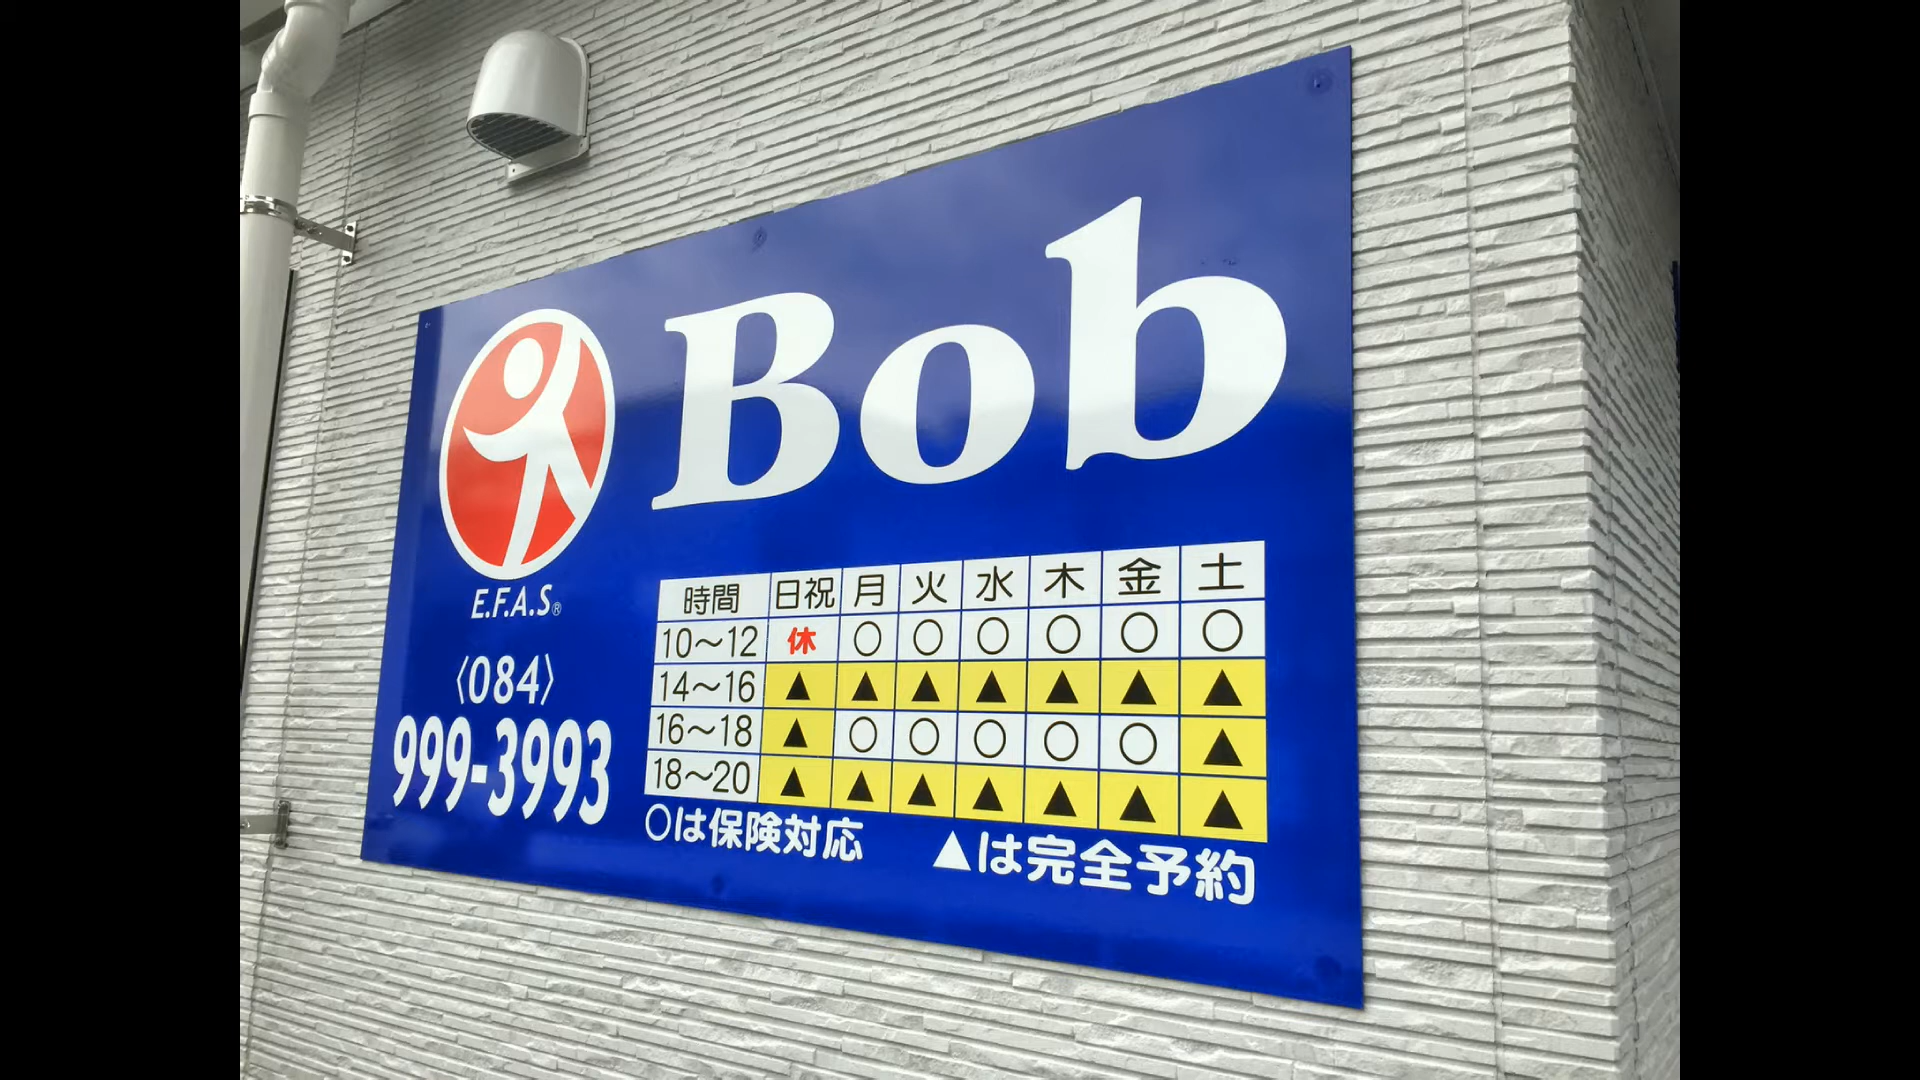 Bob
E.F.A.S®
〈084〉
999-3993
時間 日祝 月 火 水 木 金 土
10〜12 休 ○ ○ ○ ○ ○ ○
14〜16 ▲ ▲ ▲ ▲ ▲ ▲ ▲
16〜18 ▲ ○ ○ ○ ○ ○ ▲
18〜20 ▲ ▲ ▲ ▲ ▲ ▲ ▲
○は保険対応 ▲は完全予約